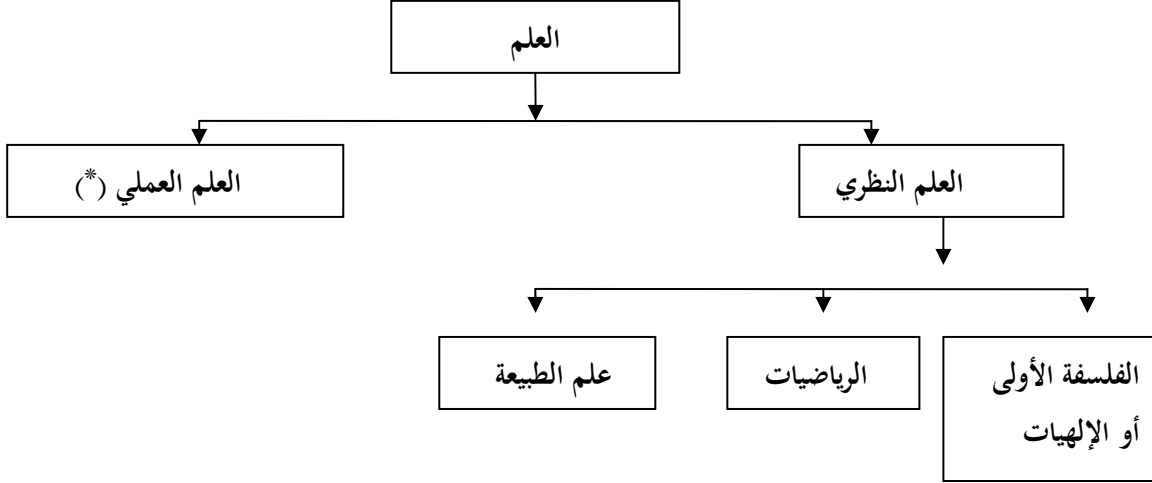 العلم
العلم النظري
العلم العملي (*)
الفلسفة الأولى
أو الإلهيات
الرياضيات
علم الطبيعة